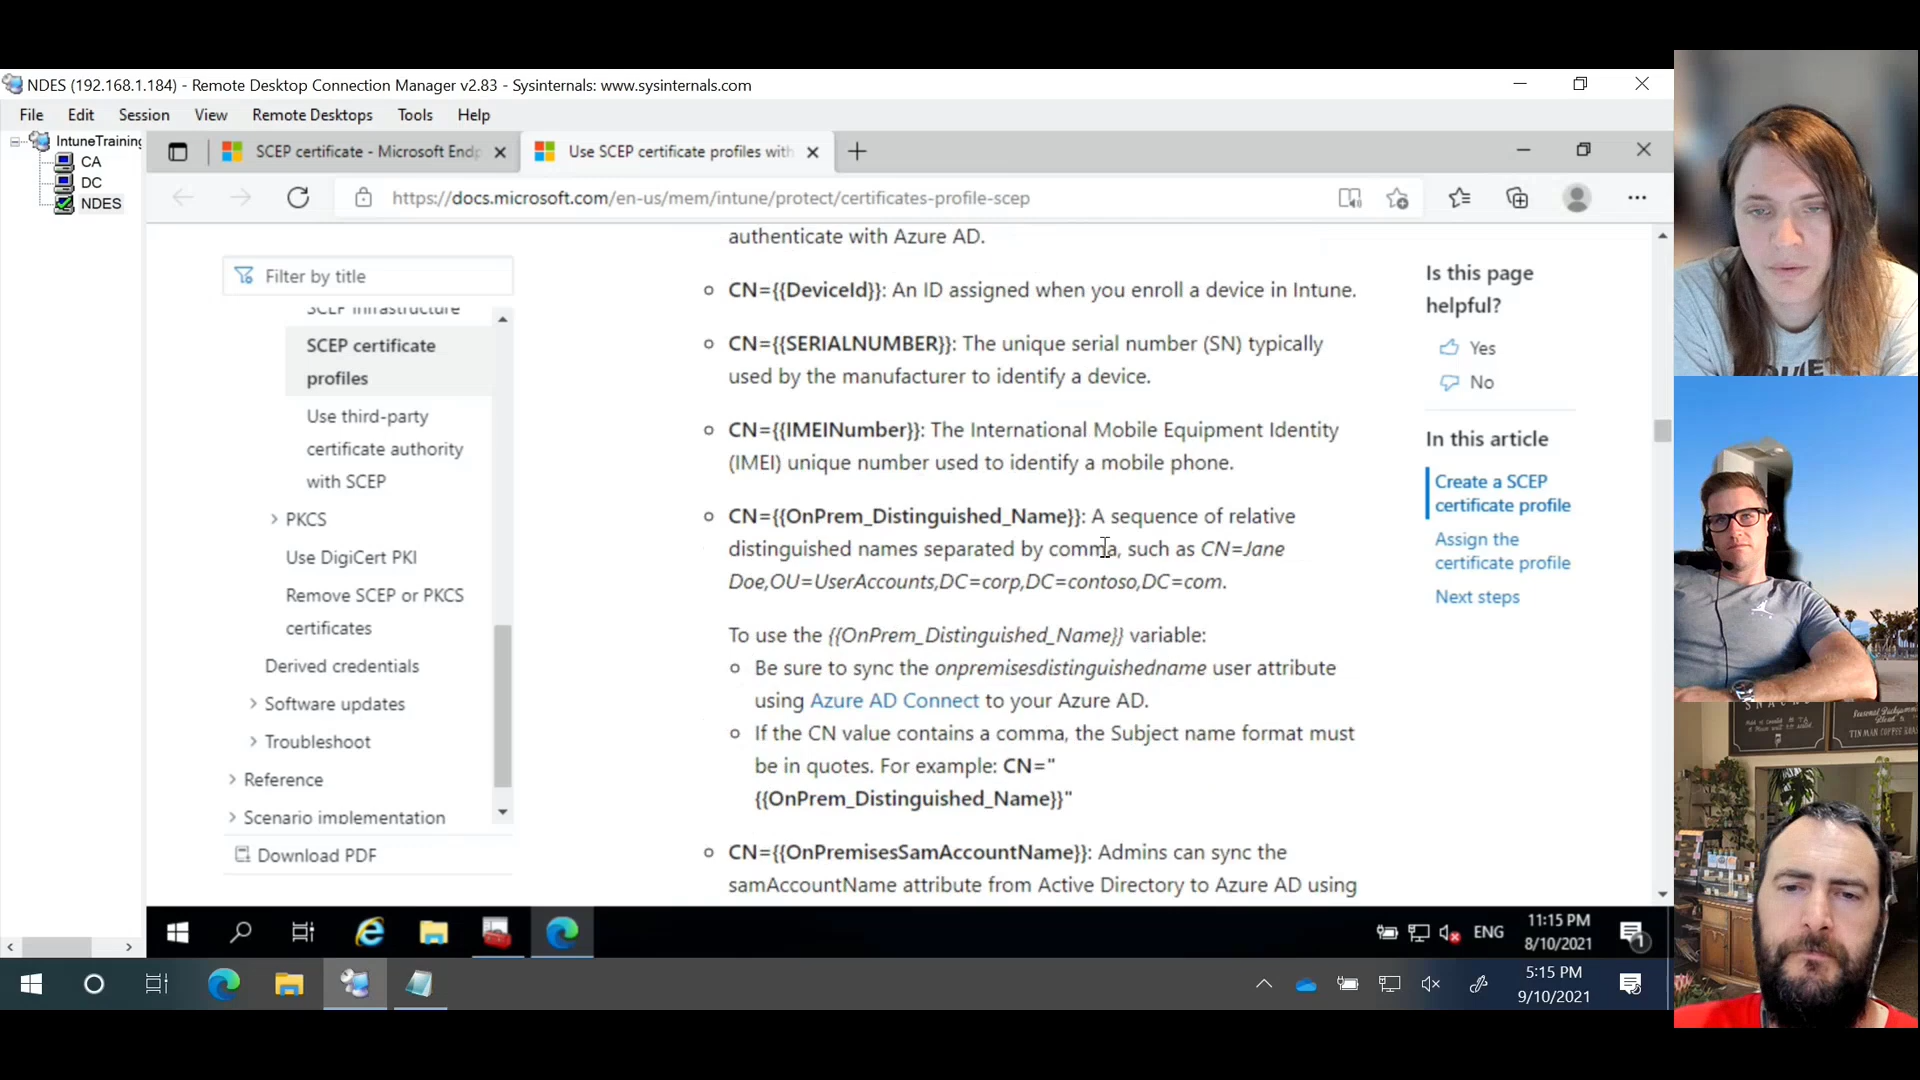 NDES (192.168.1.184) - Remote Desktop Connection Manager v2.83 - Sysinternals: www.sysinternals.com
File Edit Session View Remote Desktops Tools Help
IntuneTraining
CA
DC
NDES
SCEP certificate - Microsoft Endp
Use SCEP certificate profiles with
https://docs.microsoft.com/en-us/mem/intune/protect/certificates-profile-scep
Filter by title
SCEP infrastructure
SCEP certificate
profiles
Use third-party
certificate authority
with SCEP
PKCS
Use DigiCert PKI
Remove SCEP or PKCS
certificates
Derived credentials
Software updates
Troubleshoot
Reference
Scenario implementation
Download PDF
authenticate with Azure AD.
CN={{DeviceId}}: An ID assigned when you enroll a device in Intune.
CN={{SERIALNUMBER}}: The unique serial number (SN) typically
used by the manufacturer to identify a device.
CN={{IMEINumber}}: The International Mobile Equipment Identity
(IMEI) unique number used to identify a mobile phone.
CN={{OnPrem_Distinguished_Name}}: A sequence of relative
distinguished names separated by comma, such as CN=Jane
Doe,OU=UserAccounts,DC=corp,DC=contoso,DC=com.
To use the {{OnPrem_Distinguished_Name}} variable:
Be sure to sync the onpremisesdistinguishedname user attribute
using Azure AD Connect to your Azure AD.
If the CN value contains a comma, the Subject name format must
be in quotes. For example: CN="
{{OnPrem_Distinguished_Name}}"
CN={{OnPremisesSamAccountName}}: Admins can sync the
samAccountName attribute from Active Directory to Azure AD using
Is this page
helpful?
Yes
No
In this article
Create a SCEP
certificate profile
Assign the
certificate profile
Next steps
ENG
11:15 PM
8/10/2021
1
5:15 PM
9/10/2021
SNACKS
TIN MAN COFFEE